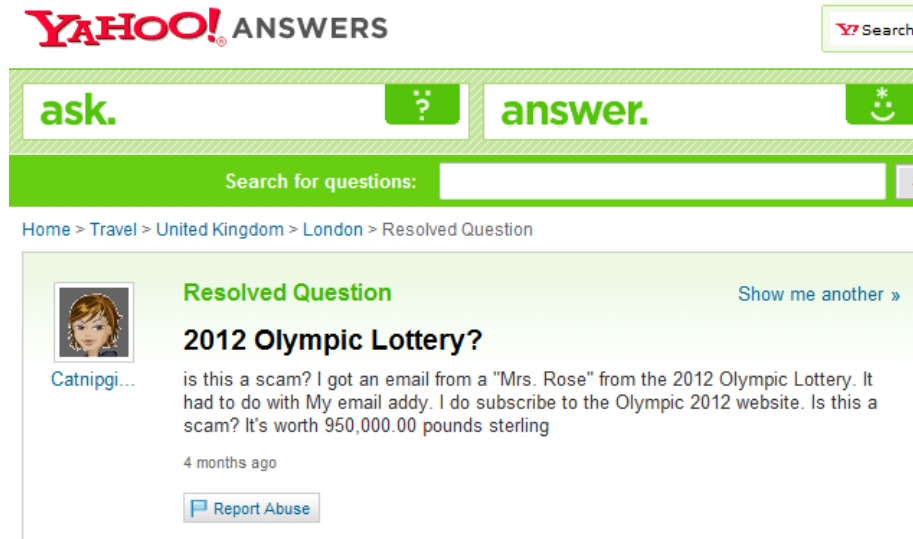 YAHOO!® ANSWERS
Y? Search
ask.
?
answer.
Search for questions:
Home > Travel > United Kingdom > London > Resolved Question
Resolved Question
Show me another »
2012 Olympic Lottery?
Catnipgi...
is this a scam? I got an email from a "Mrs. Rose" from the 2012 Olympic Lottery. It
had to do with My email addy. I do subscribe to the Olympic 2012 website. Is this a
scam? It's worth 950,000.00 pounds sterling
4 months ago
Report Abuse